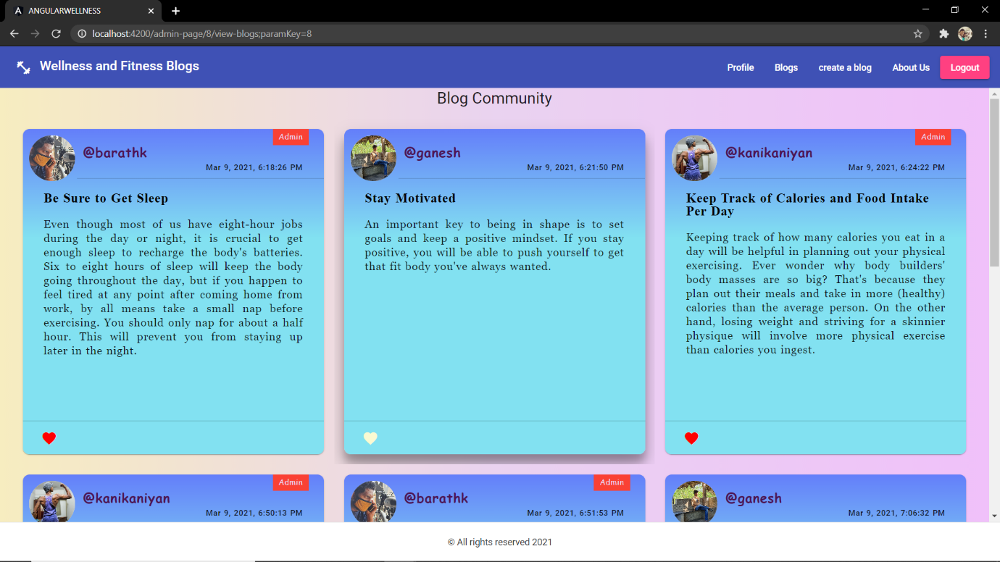 ANGULARWELLNESS
localhost:4200/admin-page/8/view-blogs;paramKey=8
Wellness and Fitness Blogs
Profile
Blogs
create a blog
About Us
Logout
Blog Community
Admin
@barathk
Mar 9, 2021, 6:18:26 PM
Be Sure to Get Sleep
Even though most of us have eight-hour jobs
during the day or night, it is crucial to get
enough sleep to recharge the body's batteries.
Six to eight hours of sleep will keep the body
going throughout the day, but if you happen to
feel tired at any point after coming home from
work, by all means take a small nap before
exercising. You should only nap for about a half
hour. This will prevent you from staying up
later in the night.
@ganesh
Mar 9, 2021, 6:21:50 PM
Stay Motivated
An important key to being in shape is to set
goals and keep a positive mindset. If you stay
positive, you will be able to push yourself to get
that fit body you've always wanted.
Admin
@kanikaniyan
Mar 9, 2021, 6:24:22 PM
Keep Track of Calories and Food Intake
Per Day
Keeping track of how many calories you eat in a
day will be helpful in planning out your physical
exercising. Ever wonder why body builders'
body masses are so big? That's because they
plan out their meals and take in more (healthy)
calories than the average person. On the other
hand, losing weight and striving for a skinnier
physique will involve more physical exercise
than calories you ingest.
Admin
@kanikaniyan
Mar 9, 2021, 6:50:13 PM
Admin
@barathk
Mar 9, 2021, 6:51:53 PM
@ganesh
Mar 9, 2021, 7:06:32 PM
© All rights reserved 2021